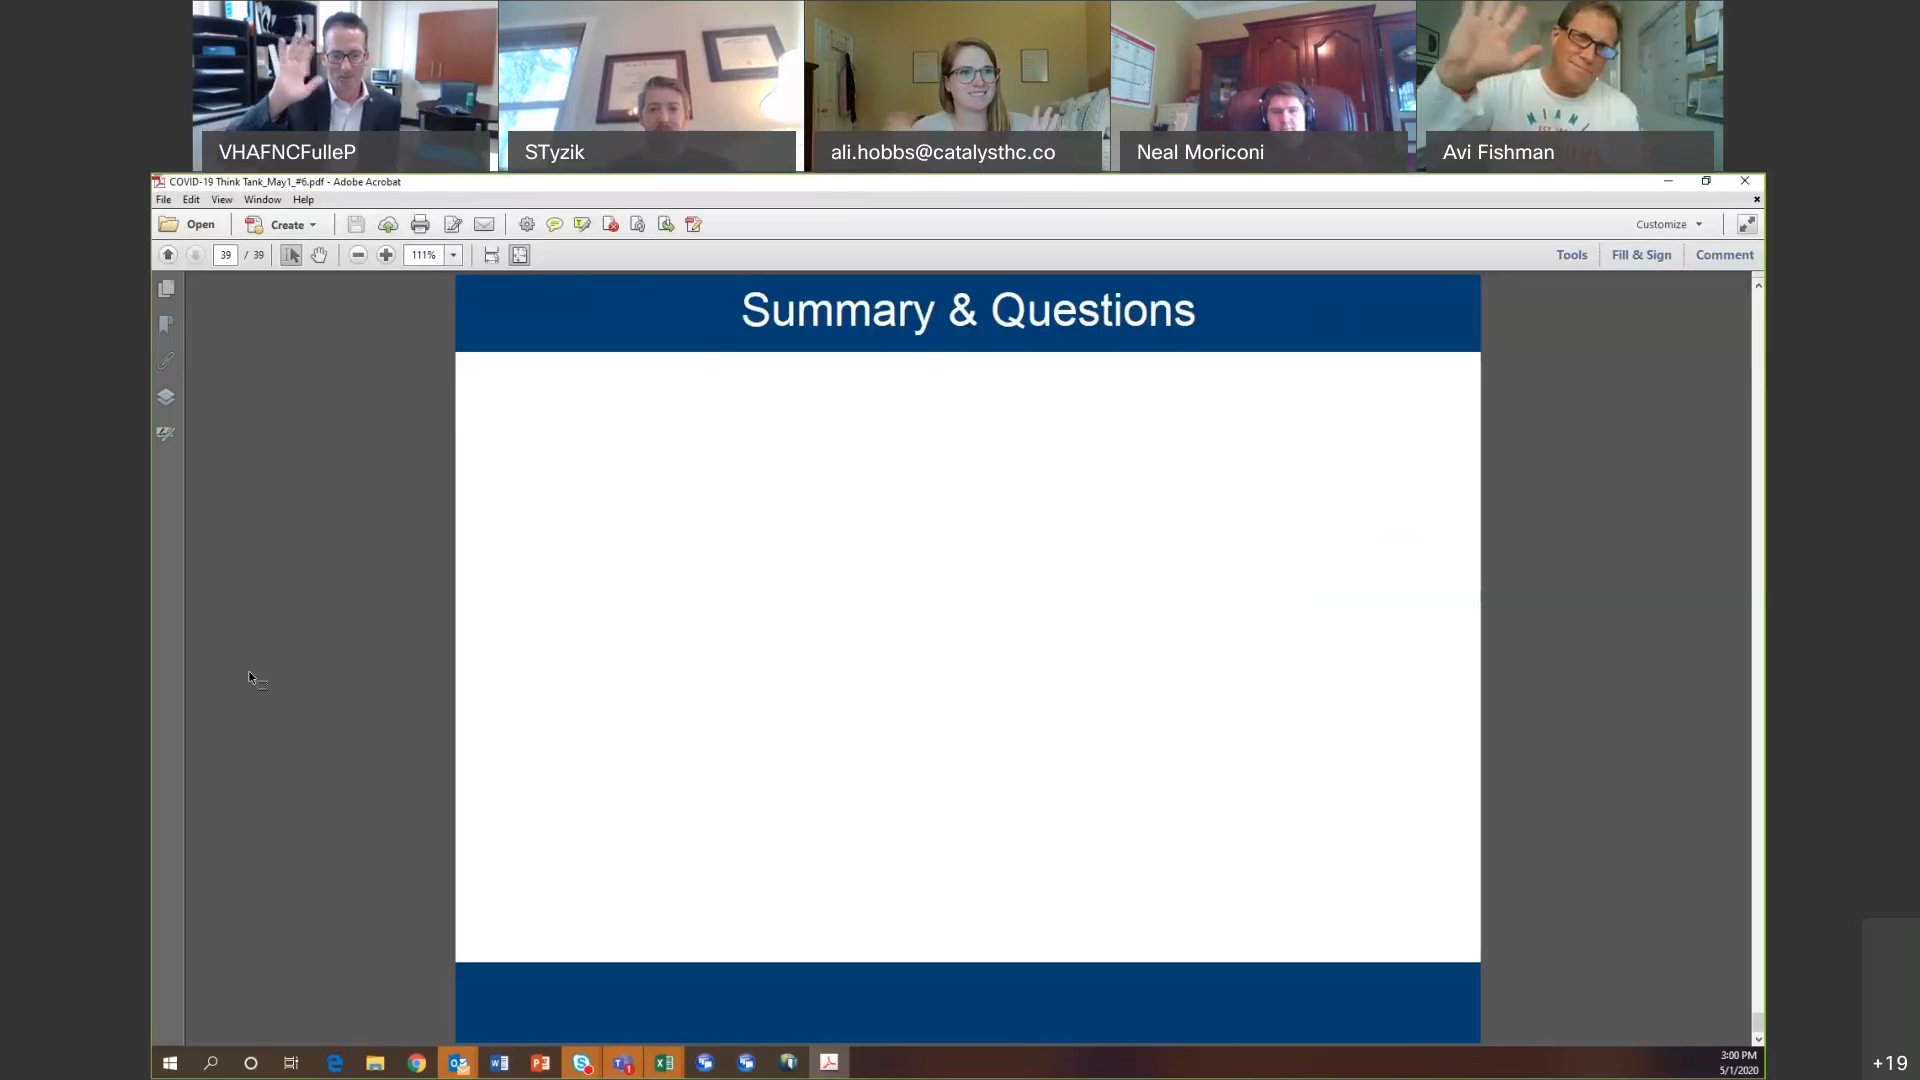 VHAFNCFulleP
STyzik
ali.hobbs@catalysthc.co
Neal Moriconi
Avi Fishman
MIAMI
COVID-19 Think Tank_May1_#6.pdf - Adobe Acrobat
File Edit View Window Help
Open Create Customize
39 / 39 111% Tools Fill & Sign Comment
Summary & Questions
3:00 PM
5/1/2020
+19